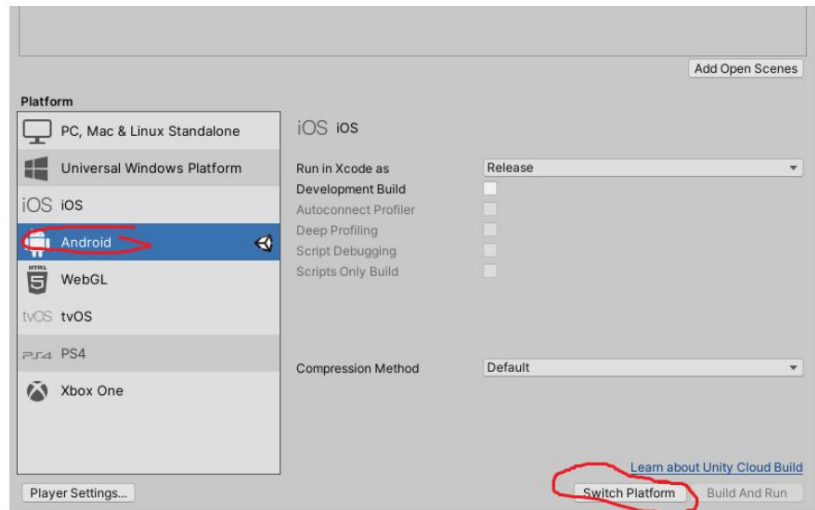 Add Open Scenes
Platform
PC, Mac & Linux Standalone
Universal Windows Platform
iOS iOS
Android
HTML 5 WebGL
tvOS tvOS
PS4 PS4
Xbox One
iOS iOS
Run in Xcode as Release
Development Build
Autoconnect Profiler
Deep Profiling
Script Debugging
Scripts Only Build
Compression Method Default
Learn about Unity Cloud Build
Player Settings... Switch Platform Build And Run